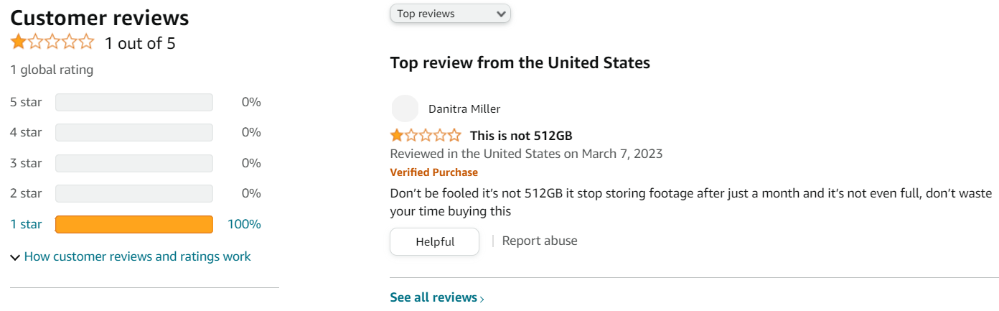 Customer reviews
1 out of 5
1 global rating
5 star 0%
4 star 0%
3 star 0%
2 star 0%
1 star 100%
How customer reviews and ratings work
Top reviews
Top review from the United States
Danitra Miller
This is not 512GB
Reviewed in the United States on March 7, 2023
Verified Purchase
Don’t be fooled it’s not 512GB it stop storing footage after just a month and it’s not even full, don’t waste
your time buying this
Helpful | Report abuse
See all reviews ›